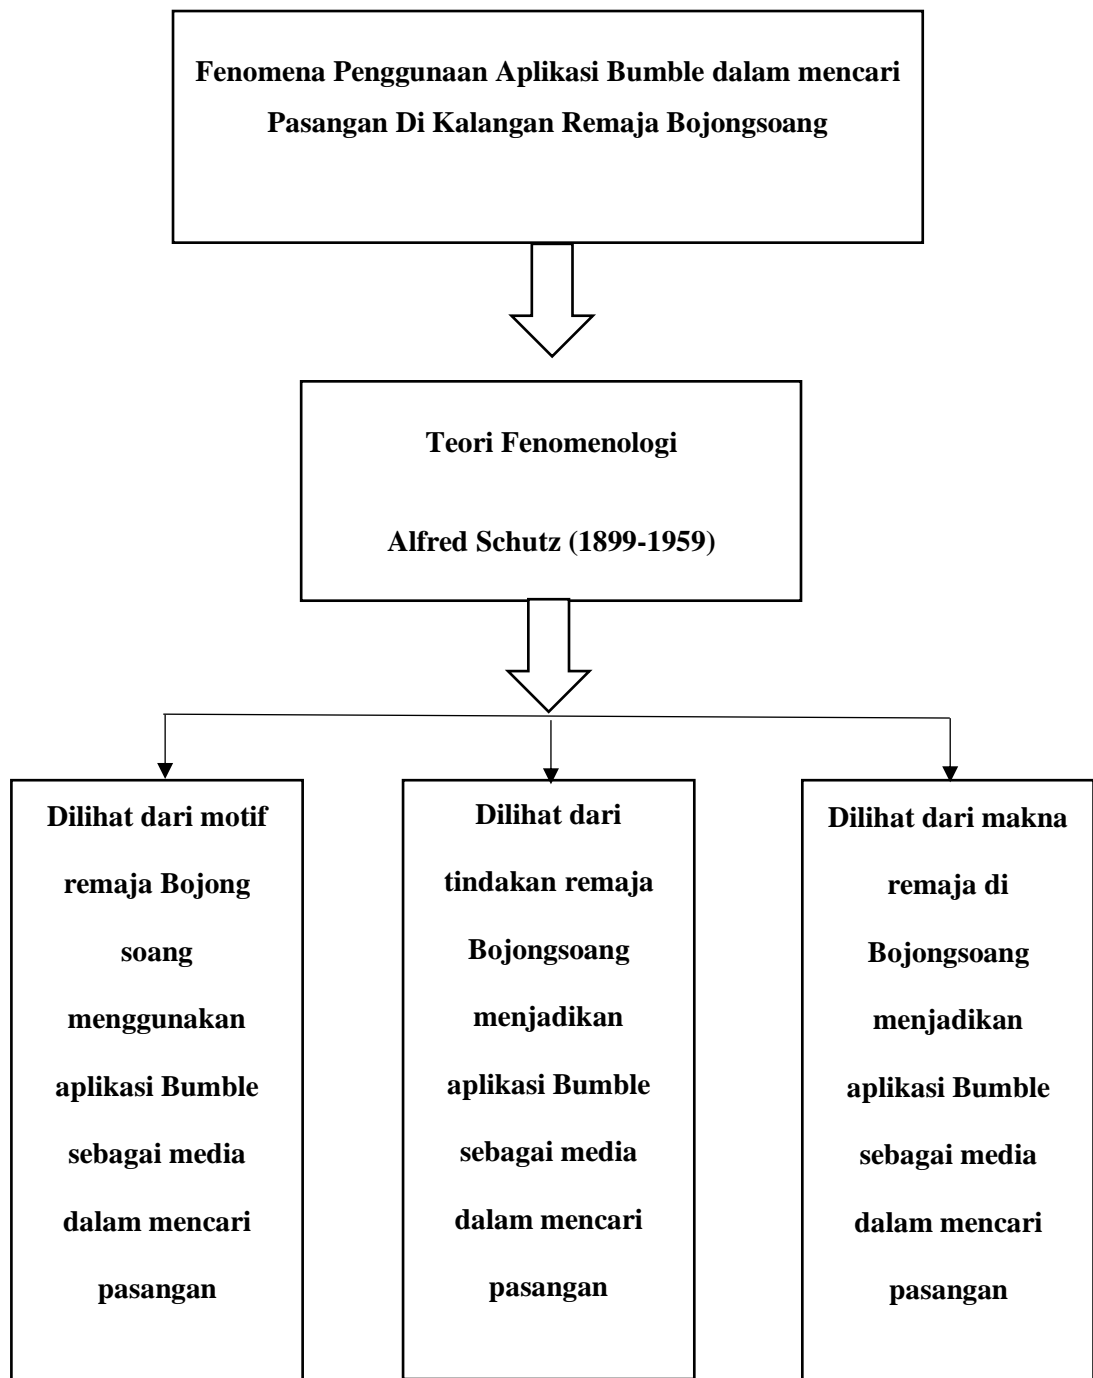 Fenomena Penggunaan Aplikasi Bumble dalam mencari
Pasangan Di Kalangan Remaja Bojongsoang
Teori Fenomenologi
Alfred Schutz (1899-1959)
Dilihat dari motif
remaja Bojong
soang
menggunakan
aplikasi Bumble
sebagai media
dalam mencari
pasangan
Dilihat dari
tindakan remaja
Bojongsoang
menjadikan
aplikasi Bumble
sebagai media
dalam mencari
pasangan
Dilihat dari makna
remaja di
Bojongsoang
menjadikan
aplikasi Bumble
sebagai media
dalam mencari
pasangan